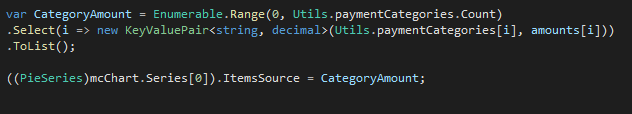 var CategoryAmount = Enumerable.Range(0, Utils.paymentCategories.Count)
.Select(i => new KeyValuePair<string, decimal>(Utils.paymentCategories[i], amounts[i]))
.ToList();
((PieSeries)mcChart.Series[0]).ItemsSource = CategoryAmount;